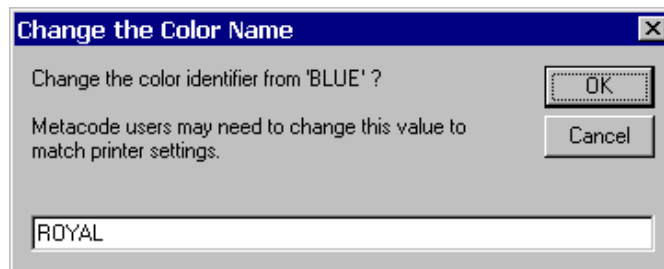 Change the Color Name
Change the color identifier from 'BLUE' ?
OK
Metacode users may need to change this value to
match printer settings.
Cancel
ROYAL